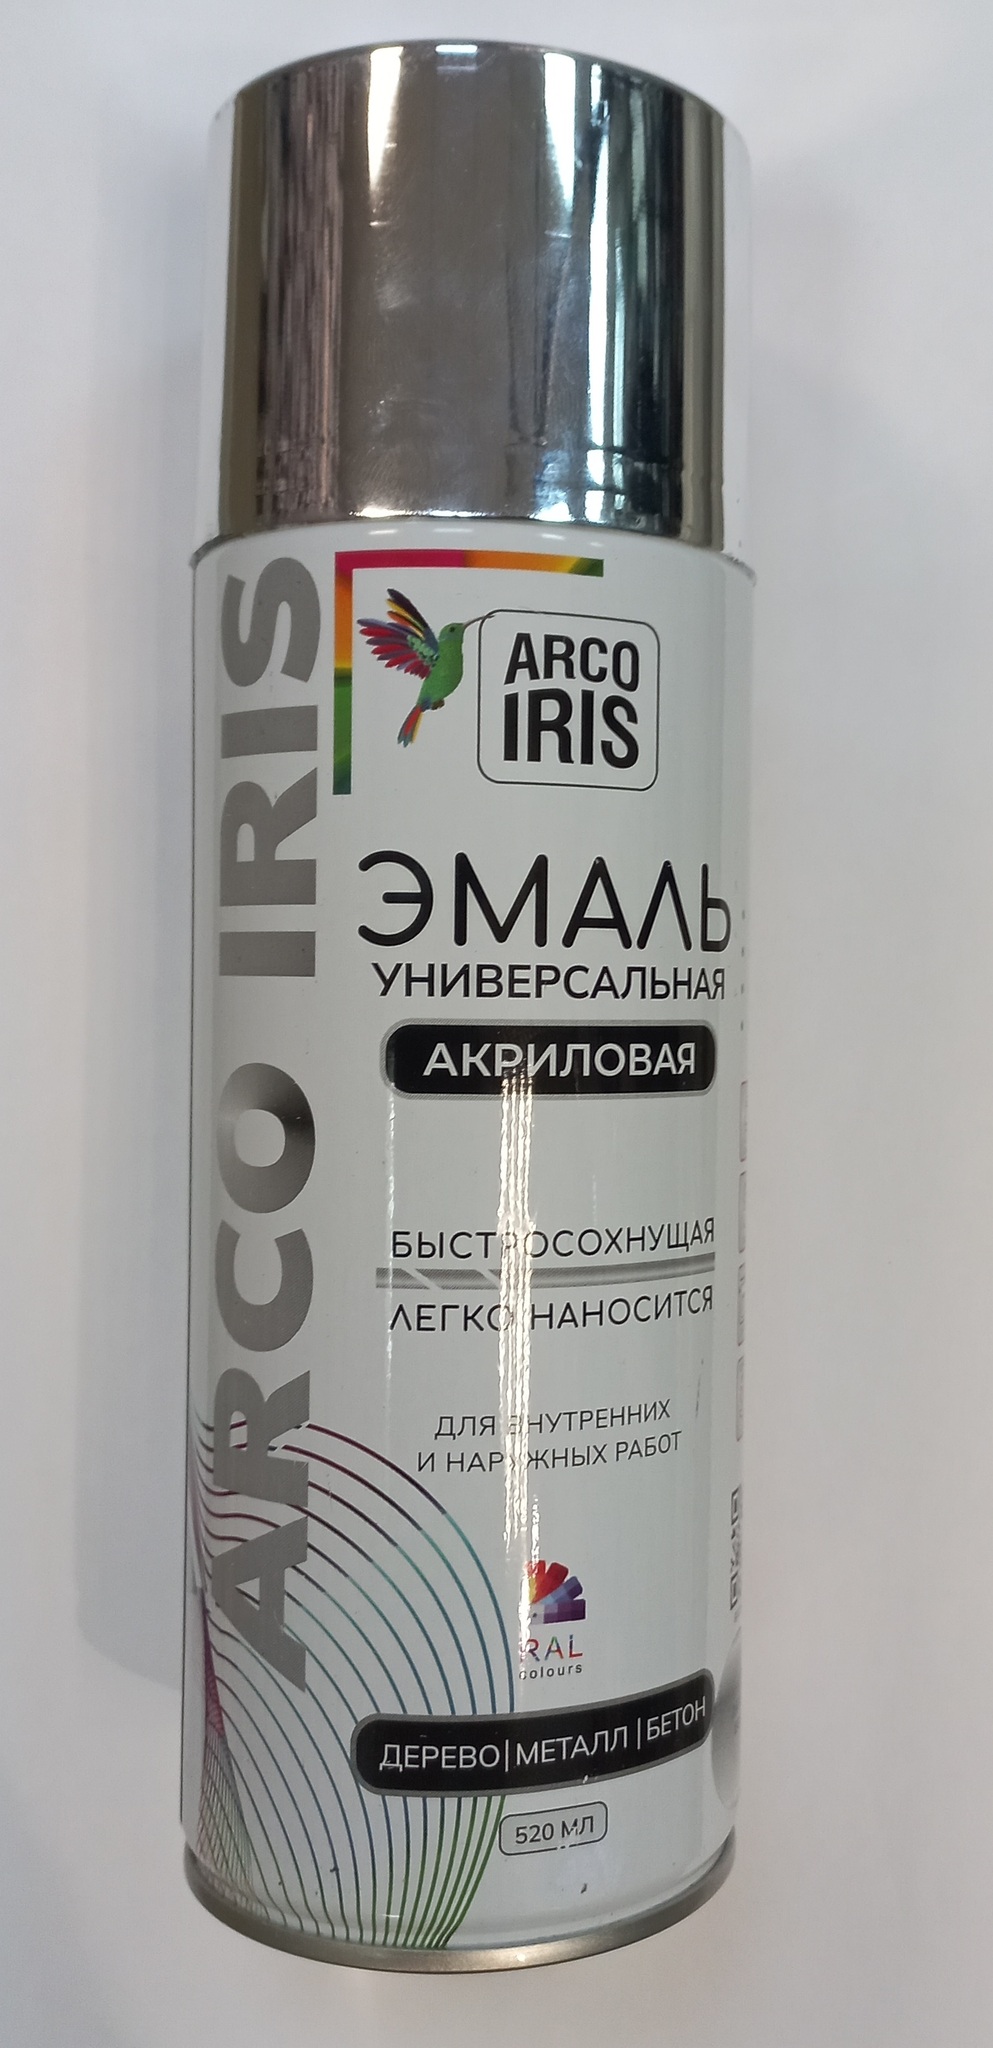 ARCO IRIS
ARCO
IRIS
ЭМАЛЬ
УНИВЕРСАЛЬНАЯ
АКРИЛОВАЯ
БЫСТРОСОХНУЩАЯ
ЛЕГКО НАНОСИТСЯ
ДЛЯ ВНУТРЕННИХ
И НАРУЖНЫХ РАБОТ
RAL
colours
ДЕРЕВО|МЕТАЛЛ|БЕТОН
520 МЛ